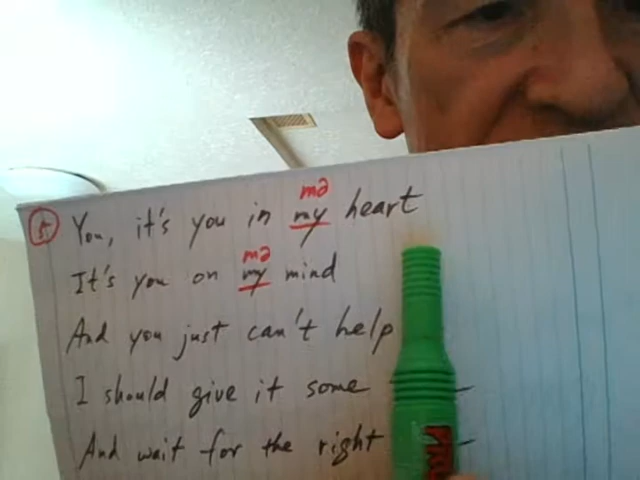 mə mə
5 You, it's you in my heart
It's you on my mind
And you just can't help
I should give it some
And wait for the right